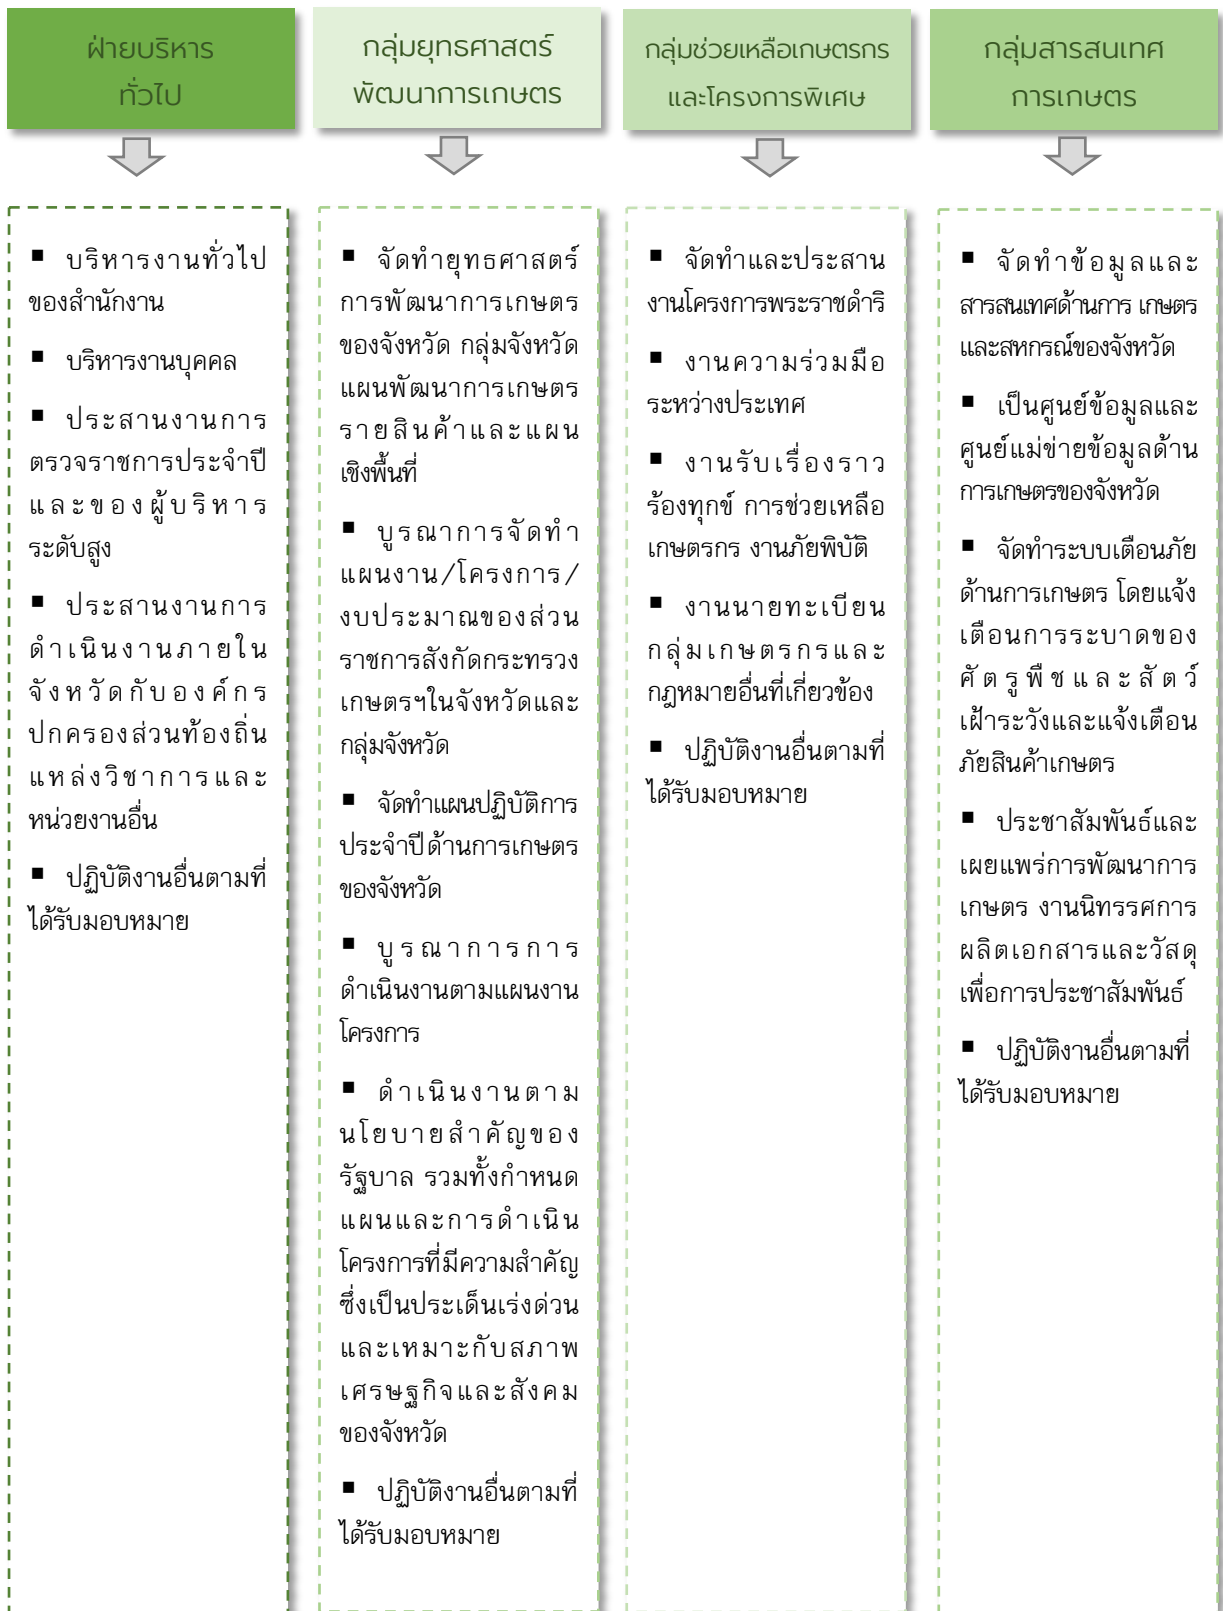 ฝ่ายบริหาร
ทั่วไป
กลุ่มยุทธศาสตร์
พัฒนาการเกษตร
กลุ่มช่วยเหลือเกษตรกร
และโครงการพิเศษ
กลุ่มสารสนเทศ
การเกษตร
▪ บริหารงานทั่วไป
ของสำนักงาน
▪ บริหารงานบุคคล
▪ ประสานงานการ
ตรวจราชการประจำปี
และของผู้บริหาร
ระดับสูง
▪ ประสานงานการ
ดำเนินงานภายใน
จังหวัดกับองค์กร
ปกครองส่วนท้องถิ่น
แหล่งวิชาการและ
หน่วยงานอื่น
▪ ปฏิบัติงานอื่นตามที่
ได้รับมอบหมาย
▪ จัดทำยุทธศาสตร์
การพัฒนาการเกษตร
ของจังหวัด กลุ่มจังหวัด
แผนพัฒนาการเกษตร
รายสินค้าและแผน
เชิงพื้นที่
▪ บูรณาการจัดทำ
แผนงาน/โครงการ/
งบประมาณของส่วน
ราชการสังกัดกระทรวง
เกษตรฯในจังหวัดและ
กลุ่มจังหวัด
▪ จัดทำแผนปฏิบัติการ
ประจำปีด้านการเกษตร
ของจังหวัด
▪ บูรณาการการ
ดำเนินงานตามแผนงาน
โครงการ
▪ ดำเนินงานตาม
นโยบายสำคัญของ
รัฐบาล รวมทั้งกำหนด
แผนและการดำเนิน
โครงการที่มีความสำคัญ
ซึ่งเป็นประเด็นเร่งด่วน
และเหมาะกับสภาพ
เศรษฐกิจและสังคม
ของจังหวัด
▪ ปฏิบัติงานอื่นตามที่
ได้รับมอบหมาย
▪ จัดทำและประสาน
งานโครงการพระราชดำริ
▪ งานความร่วมมือ
ระหว่างประเทศ
▪ งานรับเรื่องราว
ร้องทุกข์ การช่วยเหลือ
เกษตรกร งานภัยพิบัติ
▪ งานนายทะเบียน
กลุ่มเกษตรกรและ
กฎหมายอื่นที่เกี่ยวข้อง
▪ ปฏิบัติงานอื่นตามที่
ได้รับมอบหมาย
▪ จัดทำข้อมูลและ
สารสนเทศด้านการ เกษตร
และสหกรณ์ของจังหวัด
▪ เป็นศูนย์ข้อมูลและ
ศูนย์แม่ข่ายข้อมูลด้าน
การเกษตรของจังหวัด
▪ จัดทำระบบเตือนภัย
ด้านการเกษตร โดยแจ้ง
เตือนการระบาดของ
ศัตรูพืชและสัตว์
เฝ้าระวังและแจ้งเตือน
ภัยสินค้าเกษตร
▪ ประชาสัมพันธ์และ
เผยแพร่การพัฒนาการ
เกษตร งานนิทรรศการ
ผลิตเอกสารและวัสดุ
เพื่อการประชาสัมพันธ์
▪ ปฏิบัติงานอื่นตามที่
ได้รับมอบหมาย